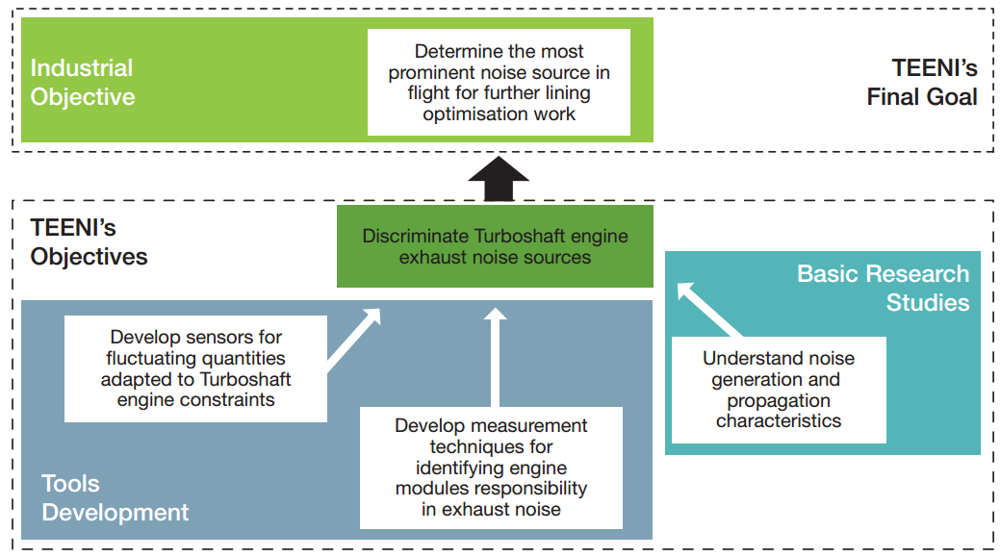 Industrial
Objective
Determine the most
prominent noise source in
flight for further lining
optimisation work
TEENI's
Final Goal
TEENI's
Objectives
Discriminate Turboshaft engine
exhaust noise sources
Basic Research
Studies
Develop sensors for
fluctuating quantities
adapted to Turboshaft
engine constraints
Understand noise
generation and
propagation
characteristics
Develop measurement
techniques for
identifying engine
modules responsibility
in exhaust noise
Tools
Development